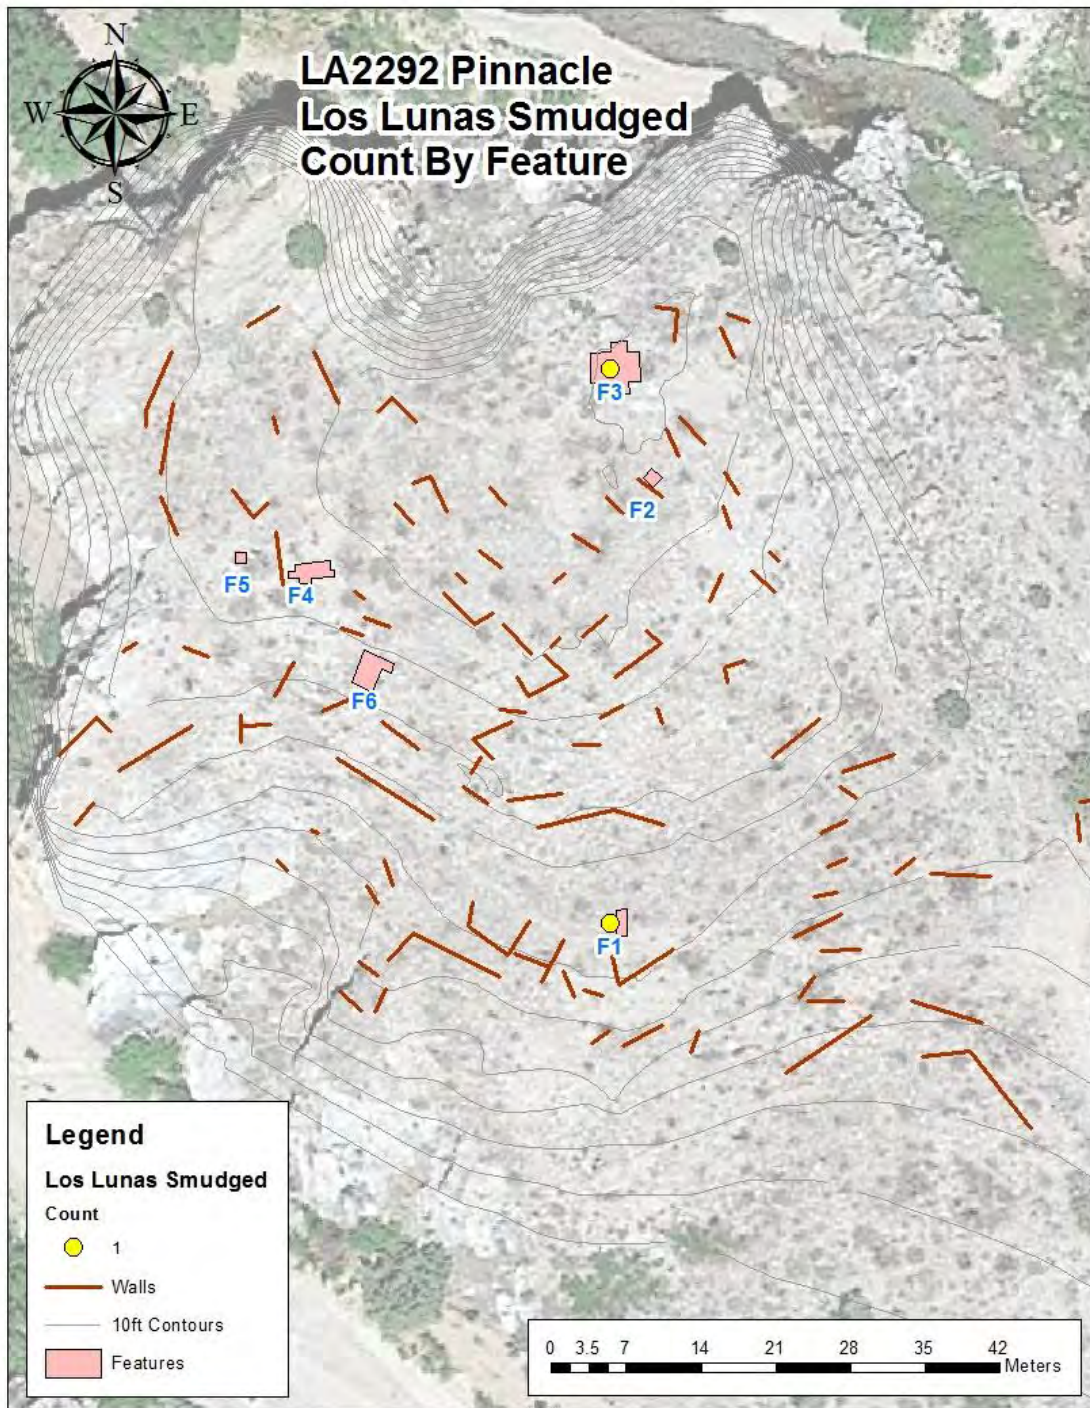 N
W E
S
LA2292 Pinnacle
Los Lunas Smudged
Count By Feature
F3
F2
F5
F4
F6
F1
Legend
Los Lunas Smudged
Count
1
Walls
10ft Contours
Features
0 3.5 7 14 21 28 35 42
Meters